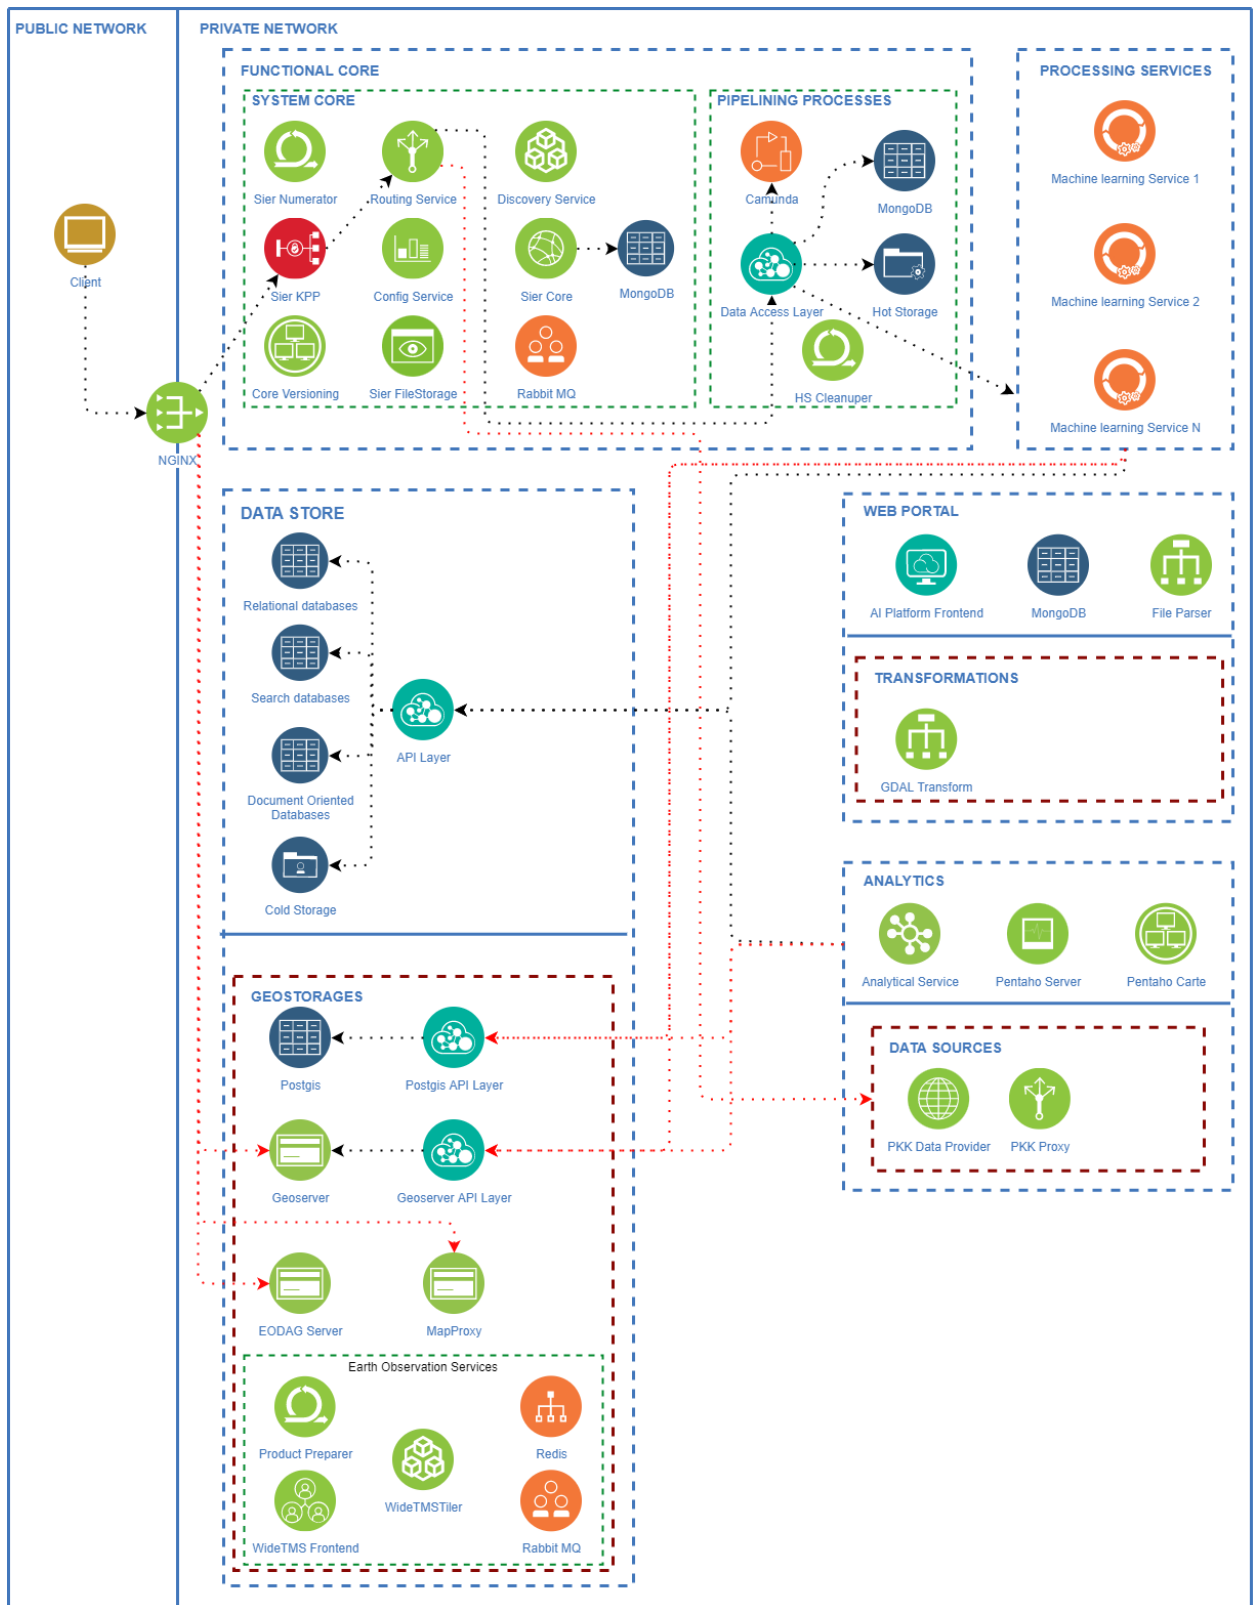 PUBLIC NETWORK
PRIVATE NETWORK
FUNCTIONAL CORE
SYSTEM CORE
Sier Numerator
Routing Service
Discovery Service
Sier KPP
Config Service
Sier Core
MongoDB
Core Versioning
Sier FileStorage
Rabbit MQ
PIPELINING PROCESSES
Camunda
MongoDB
Data Access Layer
Hot Storage
HS Cleanuper
PROCESSING SERVICES
Machine learning Service 1
Machine learning Service 2
Machine learning Service N
Client
NGINX
DATA STORE
Relational databases
Search databases
API Layer
Document Oriented
Databases
Cold Storage
WEB PORTAL
AI Platform Frontend
MongoDB
File Parser
TRANSFORMATIONS
GDAL Transform
ANALYTICS
Analytical Service
Pentaho Server
Pentaho Carte
DATA SOURCES
PKK Data Provider
PKK Proxy
GEOSTORAGES
Postgis
Postgis API Layer
Geoserver
Geoserver API Layer
EODAG Server
MapProxy
Earth Observation Services
Product Preparer
Redis
WideTMSTiler
WideTMS Frontend
Rabbit MQ